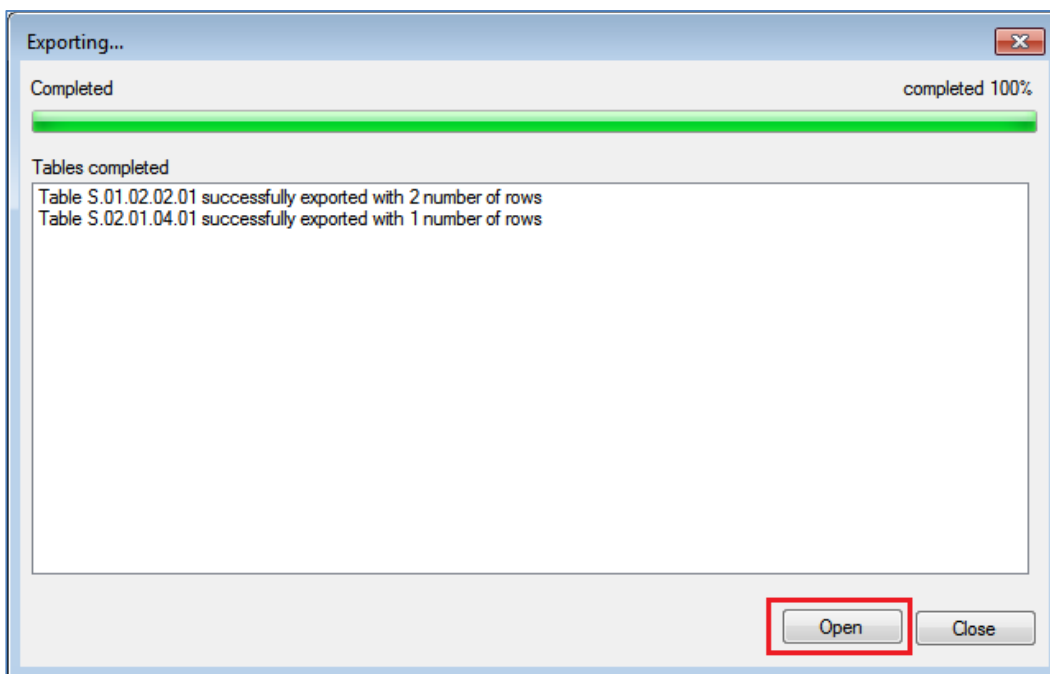 Exporting...
Completed completed 100%
Tables completed
Table S.01.02.02.01 successfully exported with 2 number of rows
Table S.02.01.04.01 successfully exported with 1 number of rows
Open Close